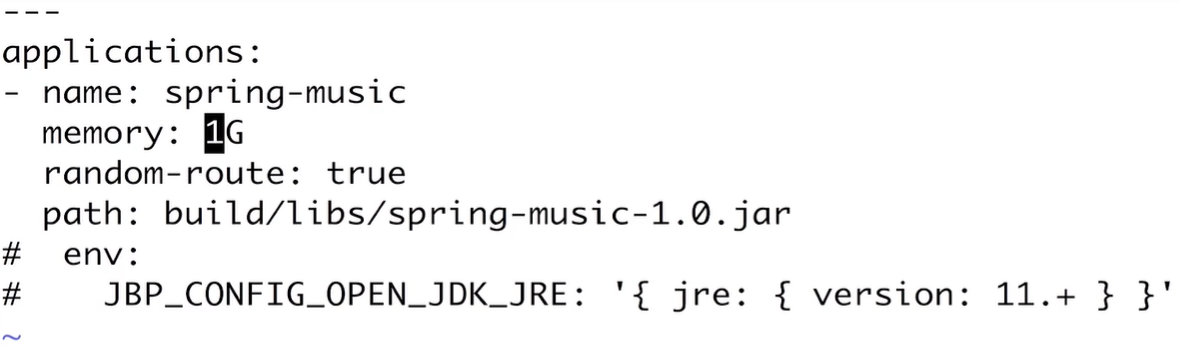 ---
applications:
- name: spring-music
  memory: 1G
  random-route: true
  path: build/libs/spring-music-1.0.jar
#  env:
#    JBP_CONFIG_OPEN_JDK_JRE: '{ jre: { version: 11.+ } }'
~